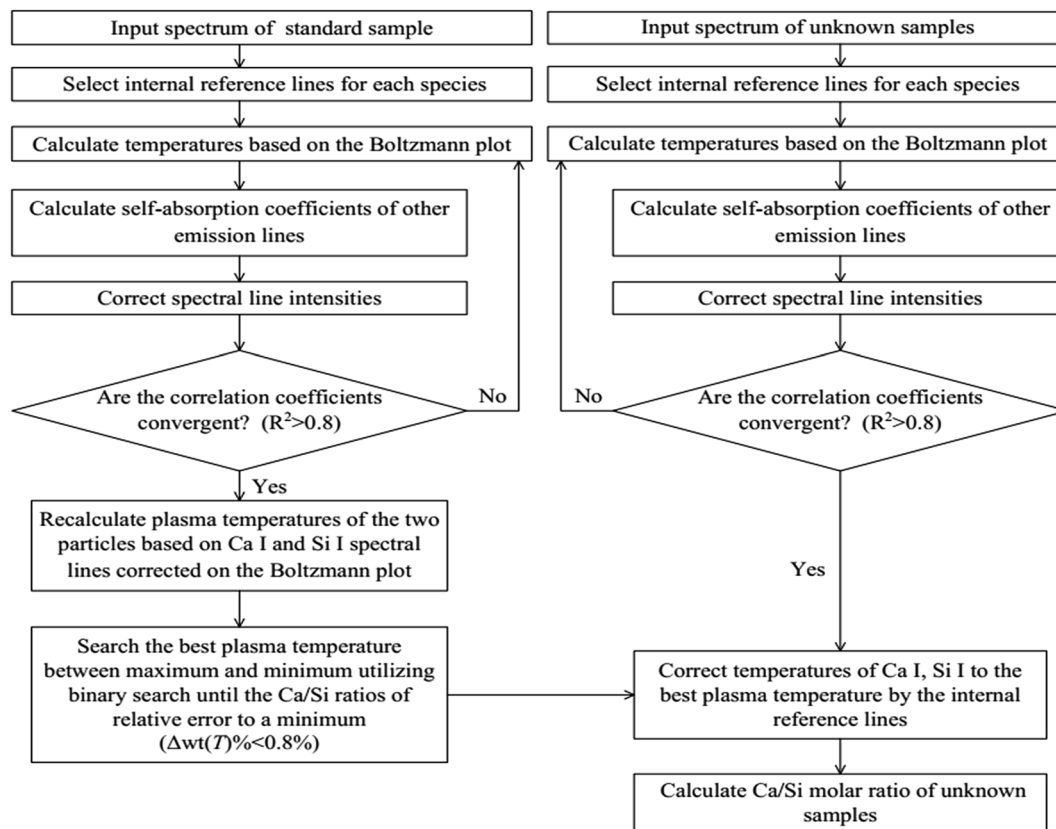 Input spectrum of standard sample
Select internal reference lines for each species
Calculate temperatures based on the Boltzmann plot
Calculate self-absorption coefficients of other
emission lines
Correct spectral line intensities
Are the correlation coefficients
convergent? (R²>0.8)
No
Yes
Recalculate plasma temperatures of the two
particles based on Ca I and Si I spectral
lines corrected on the Boltzmann plot
Search the best plasma temperature
between maximum and minimum utilizing
binary search until the Ca/Si ratios of
relative error to a minimum
(Δwt(T)%<0.8%)
Input spectrum of unknown samples
Select internal reference lines for each species
Calculate temperatures based on the Boltzmann plot
Calculate self-absorption coefficients of other
emission lines
Correct spectral line intensities
No
Are the correlation coefficients
convergent? (R²>0.8)
Yes
Correct temperatures of Ca I, Si I to the
best plasma temperature by the internal
reference lines
Calculate Ca/Si molar ratio of unknown
samples